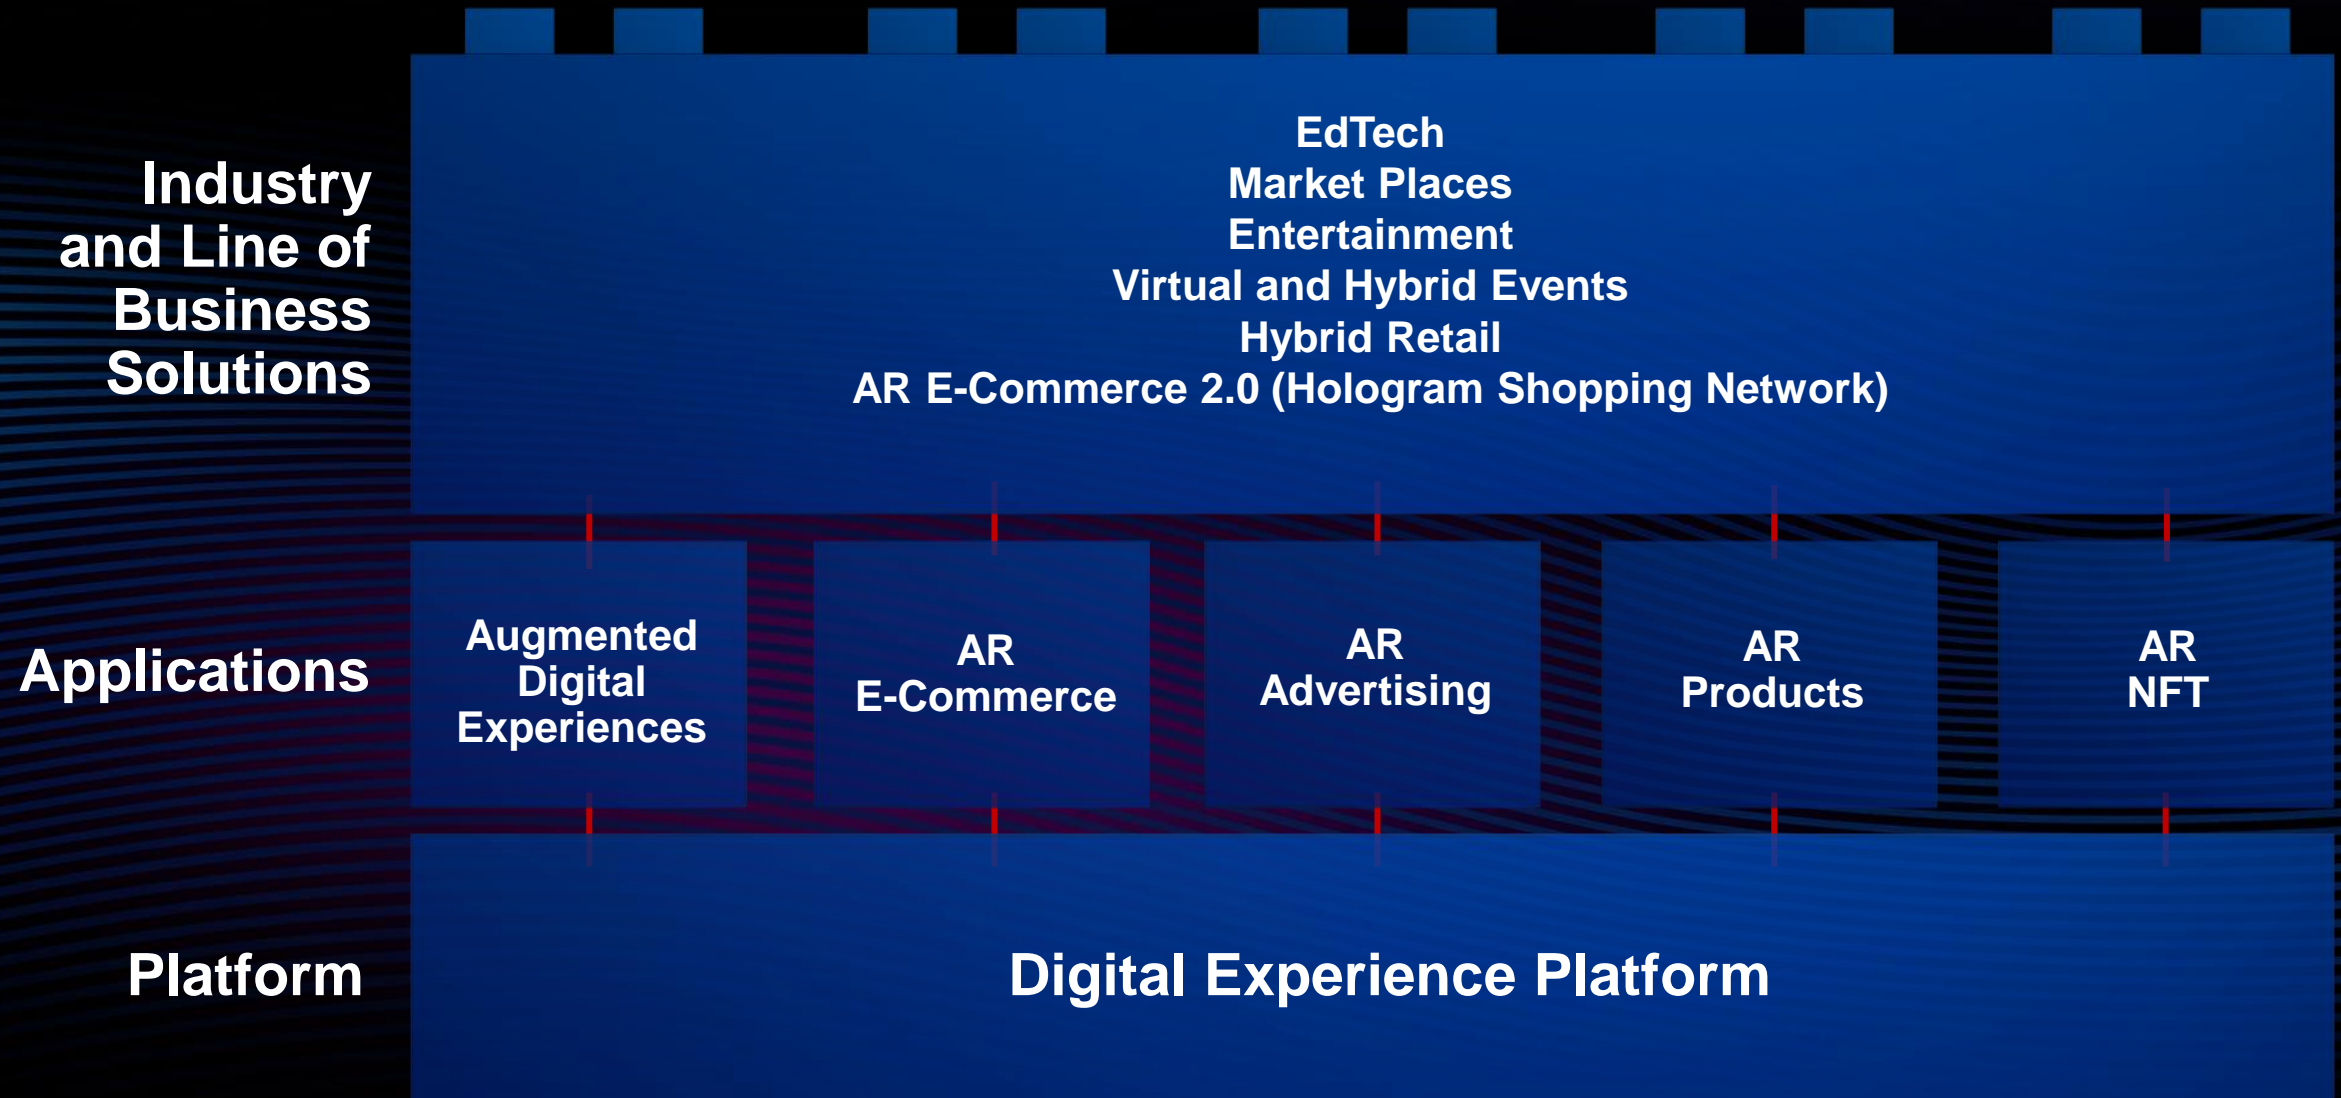 Industry
and Line of
Business
Solutions
EdTech
Market Places
Entertainment
Virtual and Hybrid Events
Hybrid Retail
AR E-Commerce 2.0 (Hologram Shopping Network)
Applications
Augmented
Digital
Experiences
AR
E-Commerce
AR
Advertising
AR
Products
AR
NFT
Platform
Digital Experience Platform